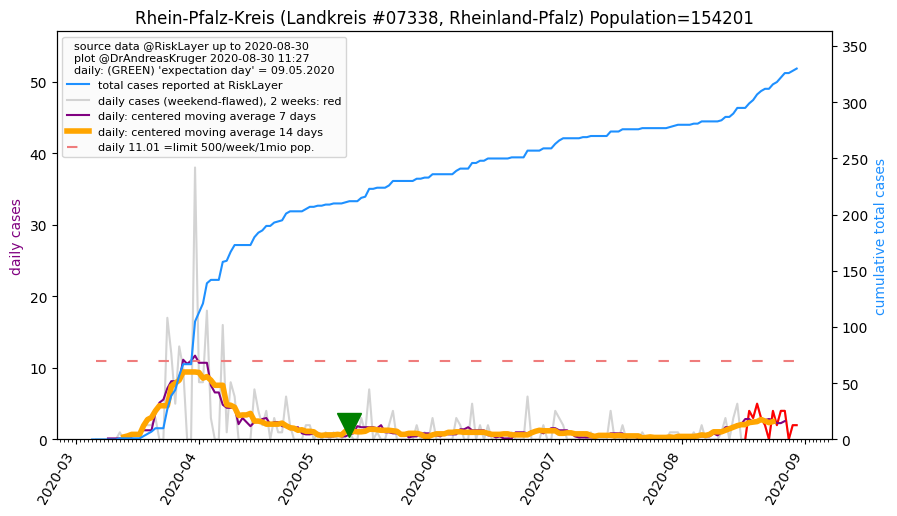 Rhein-Pfalz-Kreis (Landkreis #07338, Rheinland-Pfalz) Population=154201
source data @RiskLayer up to 2020-08-30
plot @DrAndreasKruger 2020-08-30 11:27
daily: (GREEN) 'expectation day' = 09.05.2020
total cases reported at RiskLayer
daily cases (weekend-flawed), 2 weeks: red
daily: centered moving average 7 days
daily: centered moving average 14 days
daily 11.01 =limit 500/week/1mio pop.
daily cases
50
40
30
20
10
0
350
300
250
200
150
100
50
0
cumulative total cases
2020-03
2020-04
2020-05
2020-06
2020-07
2020-08
2020-09